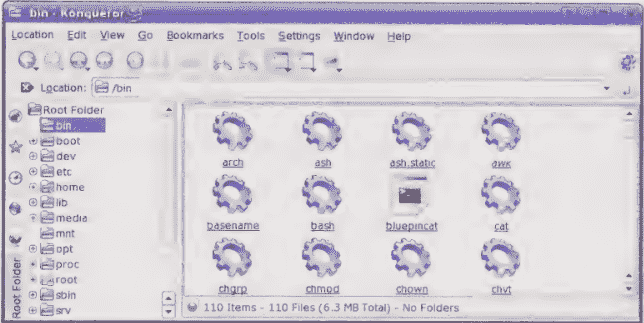 bin - Konqueror
Location Edit View Go Bookmarks Tools Settings Window Help
Location: /bin
Root Folder
bin
boot
dev
etc
home
lib
media
mnt
opt
proc
root
sbin
srv
Root Folder
arch ash ash.static awk
basename bash bluepincat cat
chgrp chmod chown chvt
110 Items - 110 Files (6.3 MB Total) - No Folders